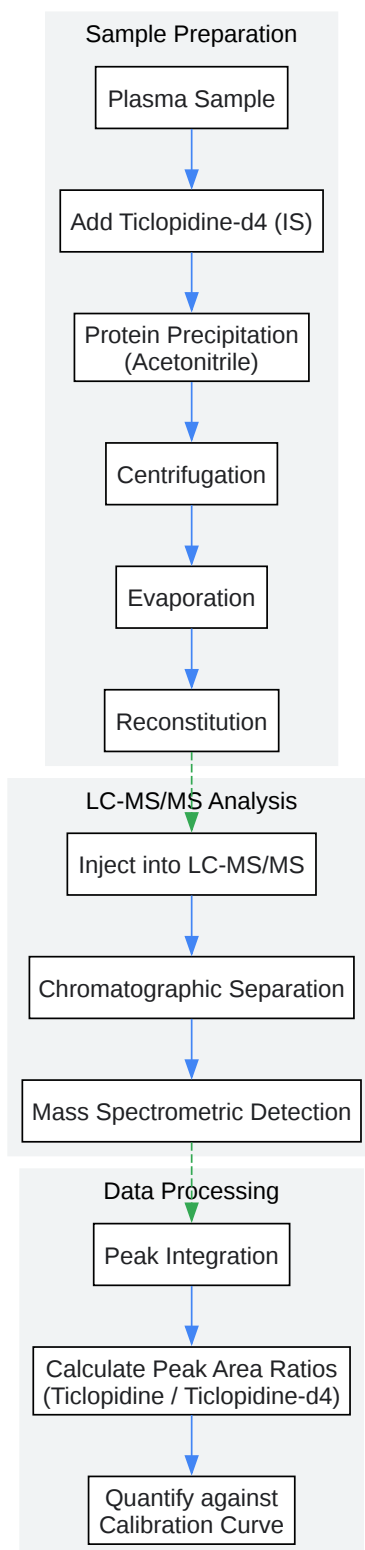 Sample Preparation
Plasma Sample
Add Ticlopidine-d4 (IS)
Protein Precipitation
(Acetonitrile)
Centrifugation
Evaporation
Reconstitution
LC-MS/MS Analysis
Inject into LC-MS/MS
Chromatographic Separation
Mass Spectrometric Detection
Data Processing
Peak Integration
Calculate Peak Area Ratios
(Ticlopidine / Ticlopidine-d4)
Quantify against
Calibration Curve